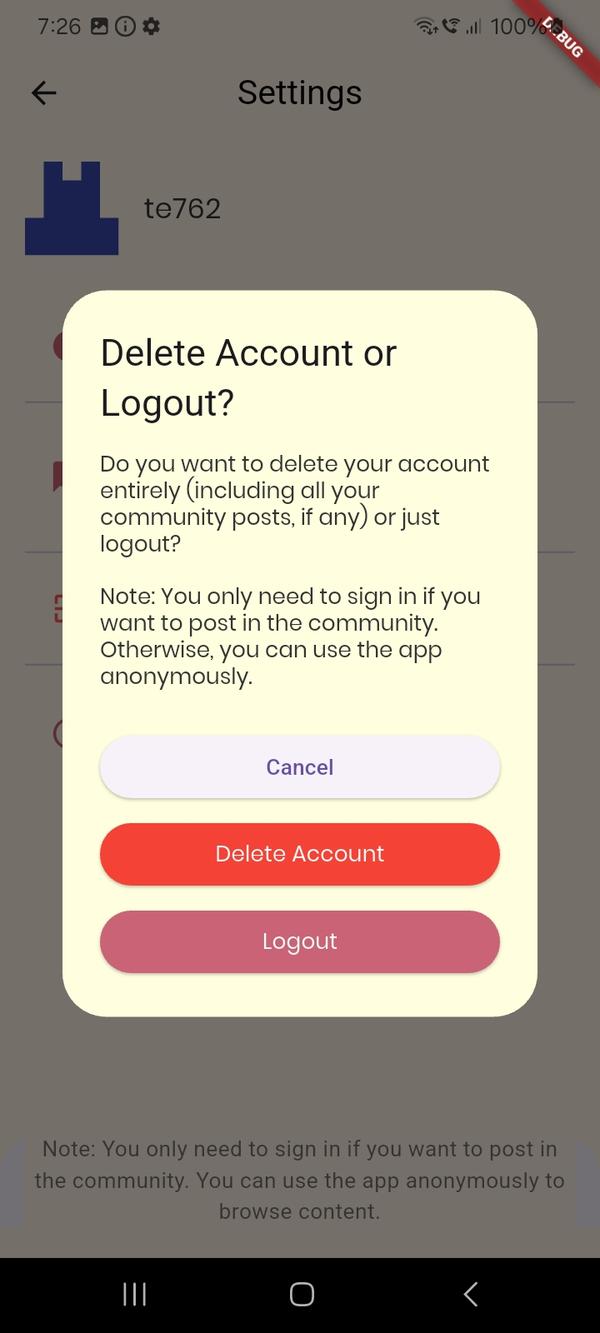 7:26
100%
DEBUG
Settings
te762
Delete Account or
Logout?
Do you want to delete your account
entirely (including all your
community posts, if any) or just
logout?
Note: You only need to sign in if you
want to post in the community.
Otherwise, you can use the app
anonymously.
Cancel
Delete Account
Logout
Note: You only need to sign in if you want to post in
the community. You can use the app anonymously to
browse content.